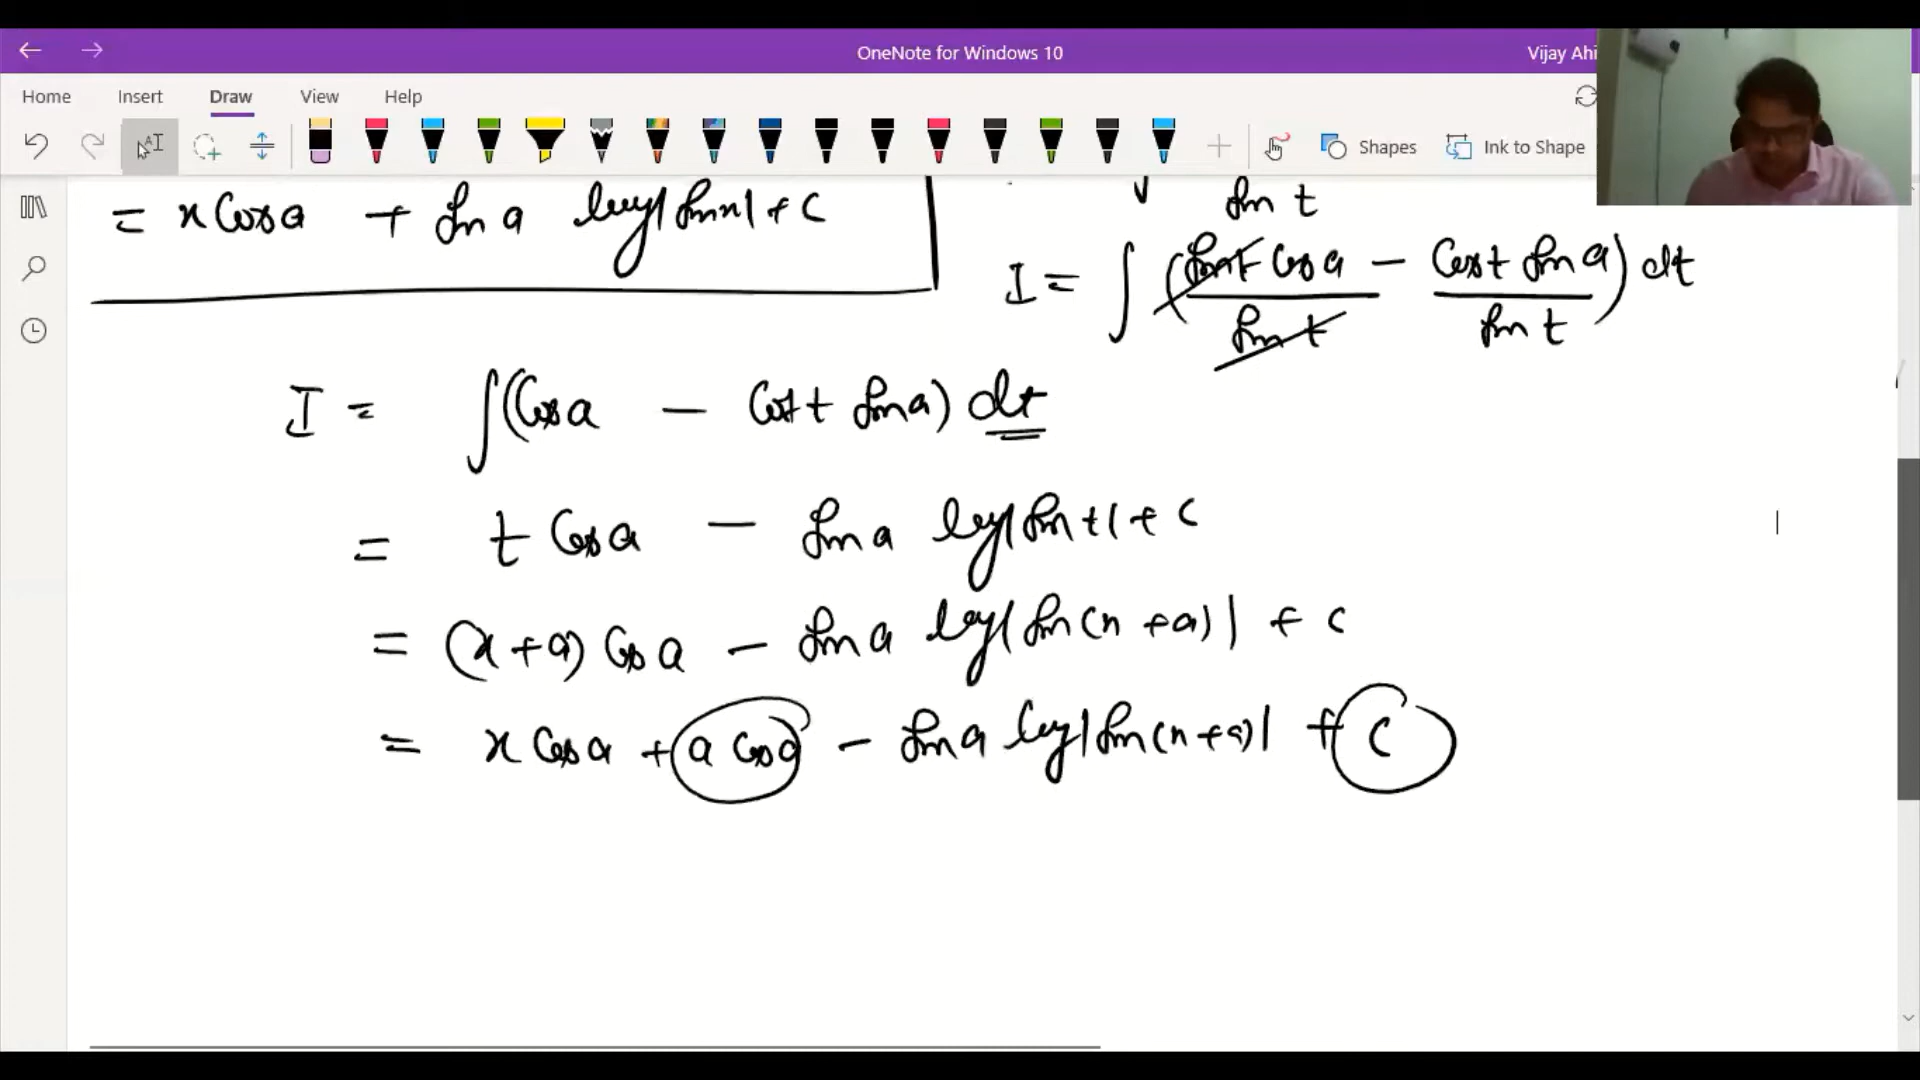 OneNote for Windows 10
Vijay Ahi
Home Insert Draw View Help
Shapes Ink to Shape
= x Cos a + Sin a log|Sin x| + c
Sin t
I = ∫ (Sin t Cos a / Sin t − Cos t Sin a / Sin t) dt
I = ∫(Cos a − Cot t Sin a) dt
= t Cos a − Sin a log|Sin t| + c
= (x+a) Cos a − Sin a log|Sin(x+a)| + c
= x Cos a + a Cos a − Sin a log|Sin(x+a)| + c